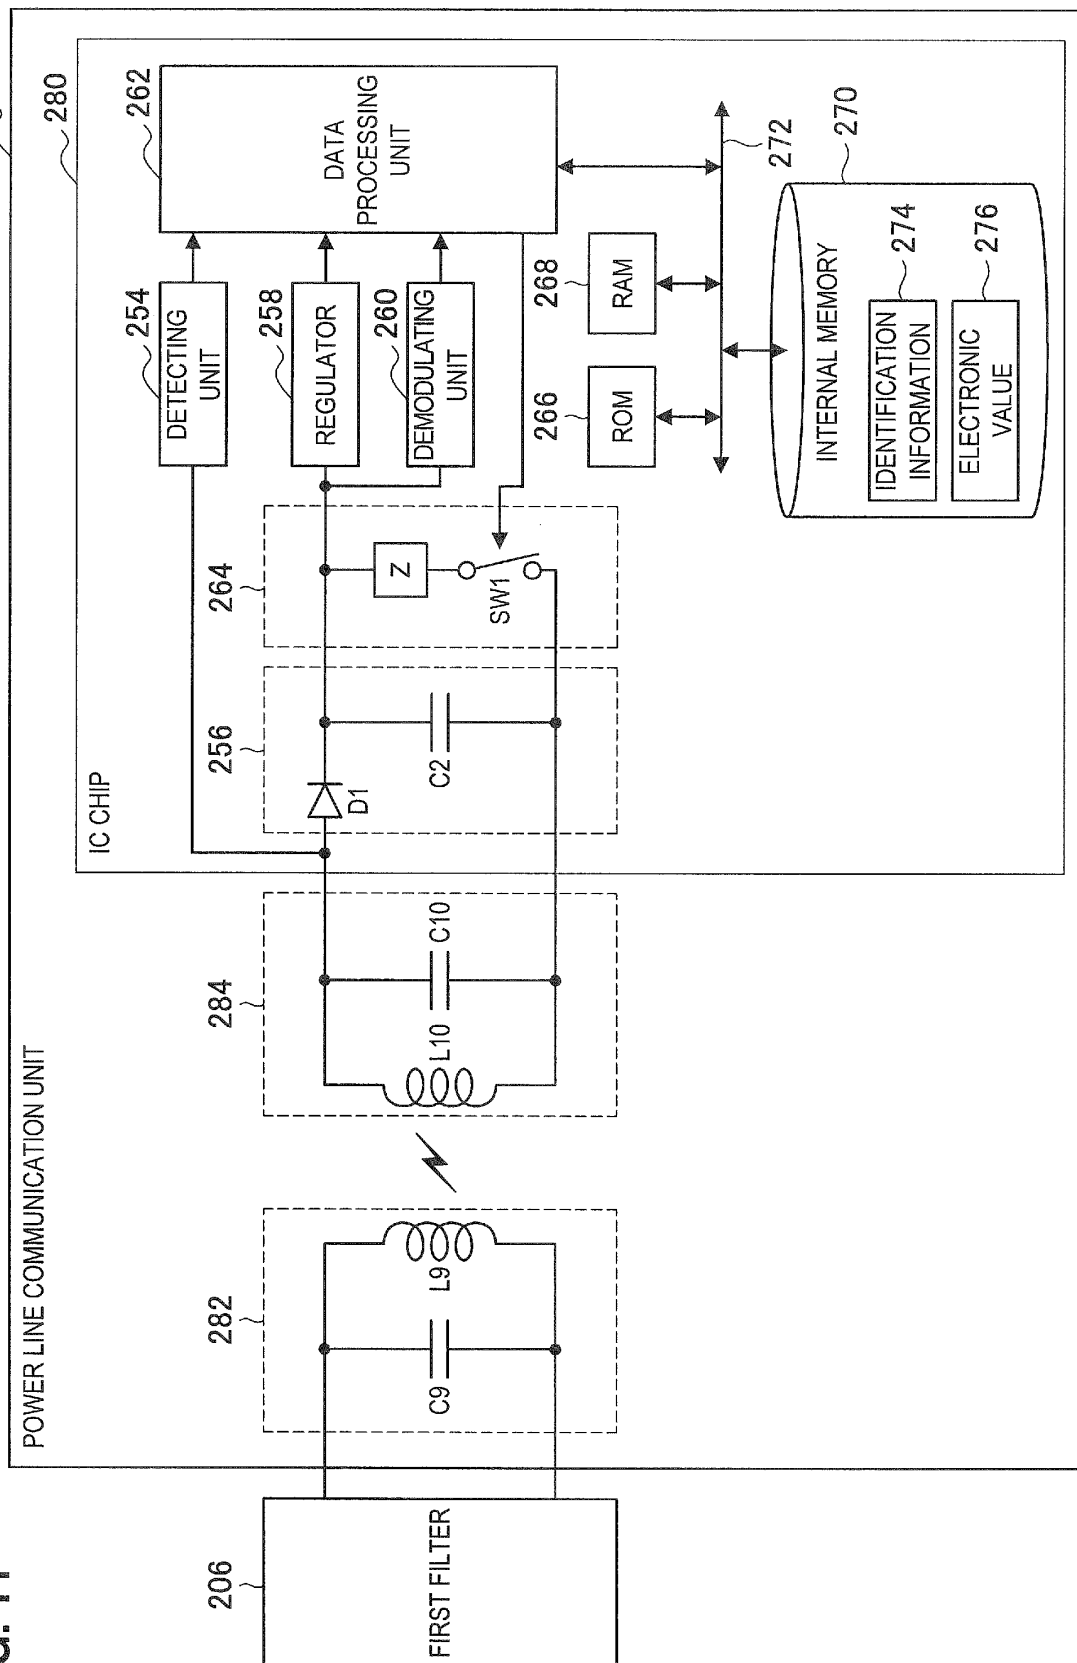 POWER LINE COMMUNICATION UNIT
IC CHIP
280
206
FIRST FILTER
282
C9
L9
284
L10
C10
256
D1
C2
264
Z
SW1
254
DETECTING
UNIT
258
REGULATOR
260
DEMODULATING
UNIT
262
DATA
PROCESSING
UNIT
266
ROM
268
RAM
272
270
INTERNAL MEMORY
274
IDENTIFICATION
INFORMATION
276
ELECTRONIC
VALUE